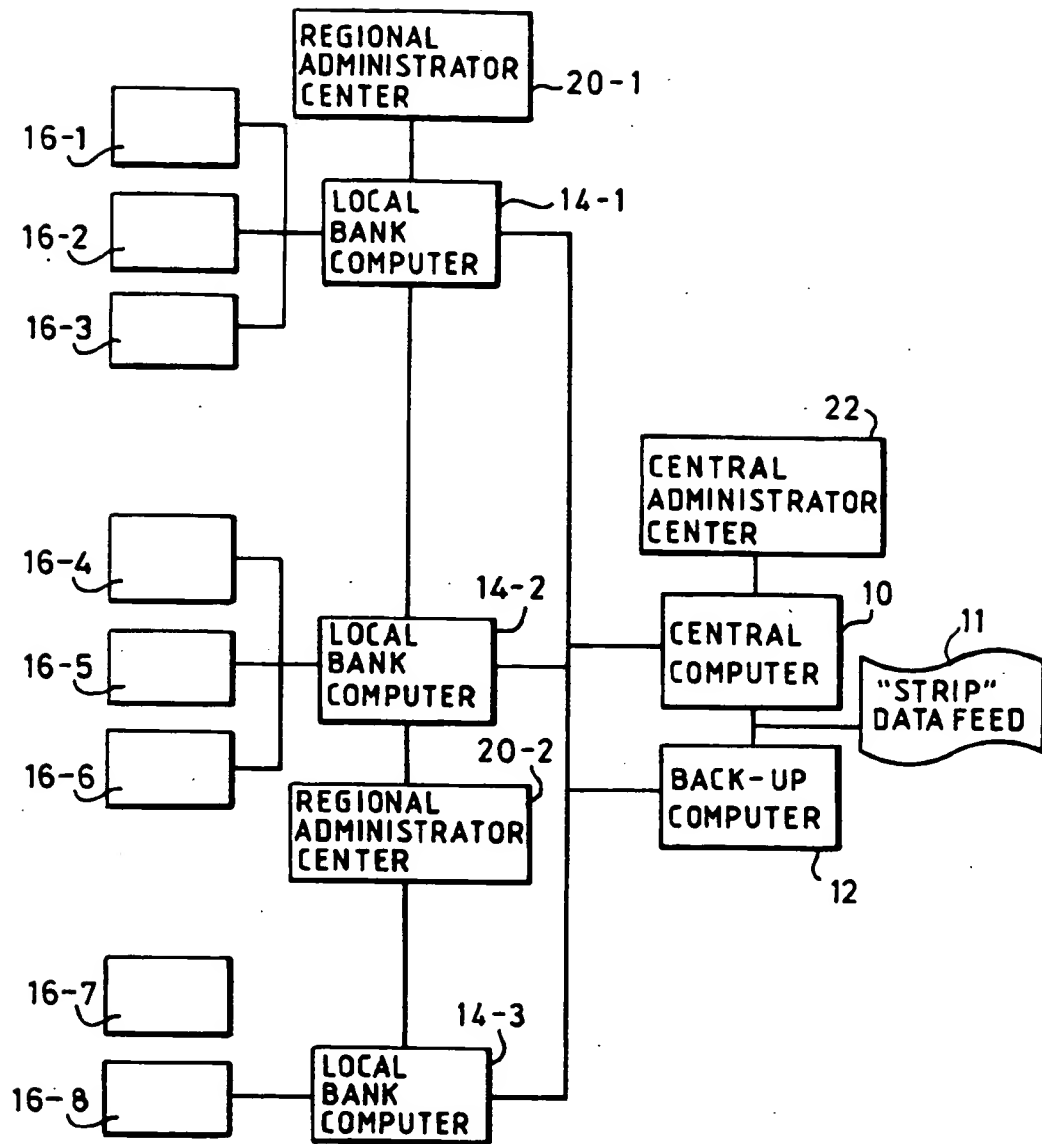 REGIONAL
ADMINISTRATOR
CENTER
20-1
16-1
LOCAL
BANK
COMPUTER
14-1
16-2
16-3
22
CENTRAL
ADMINISTRATOR
CENTER
16-4
14-2
10
LOCAL
BANK
COMPUTER
CENTRAL
COMPUTER
11
"STRIP"
DATA FEED
16-5
16-6
20-2
REGIONAL
ADMINISTRATOR
CENTER
BACK-UP
COMPUTER
12
16-7
14-3
LOCAL
BANK
COMPUTER
16-8